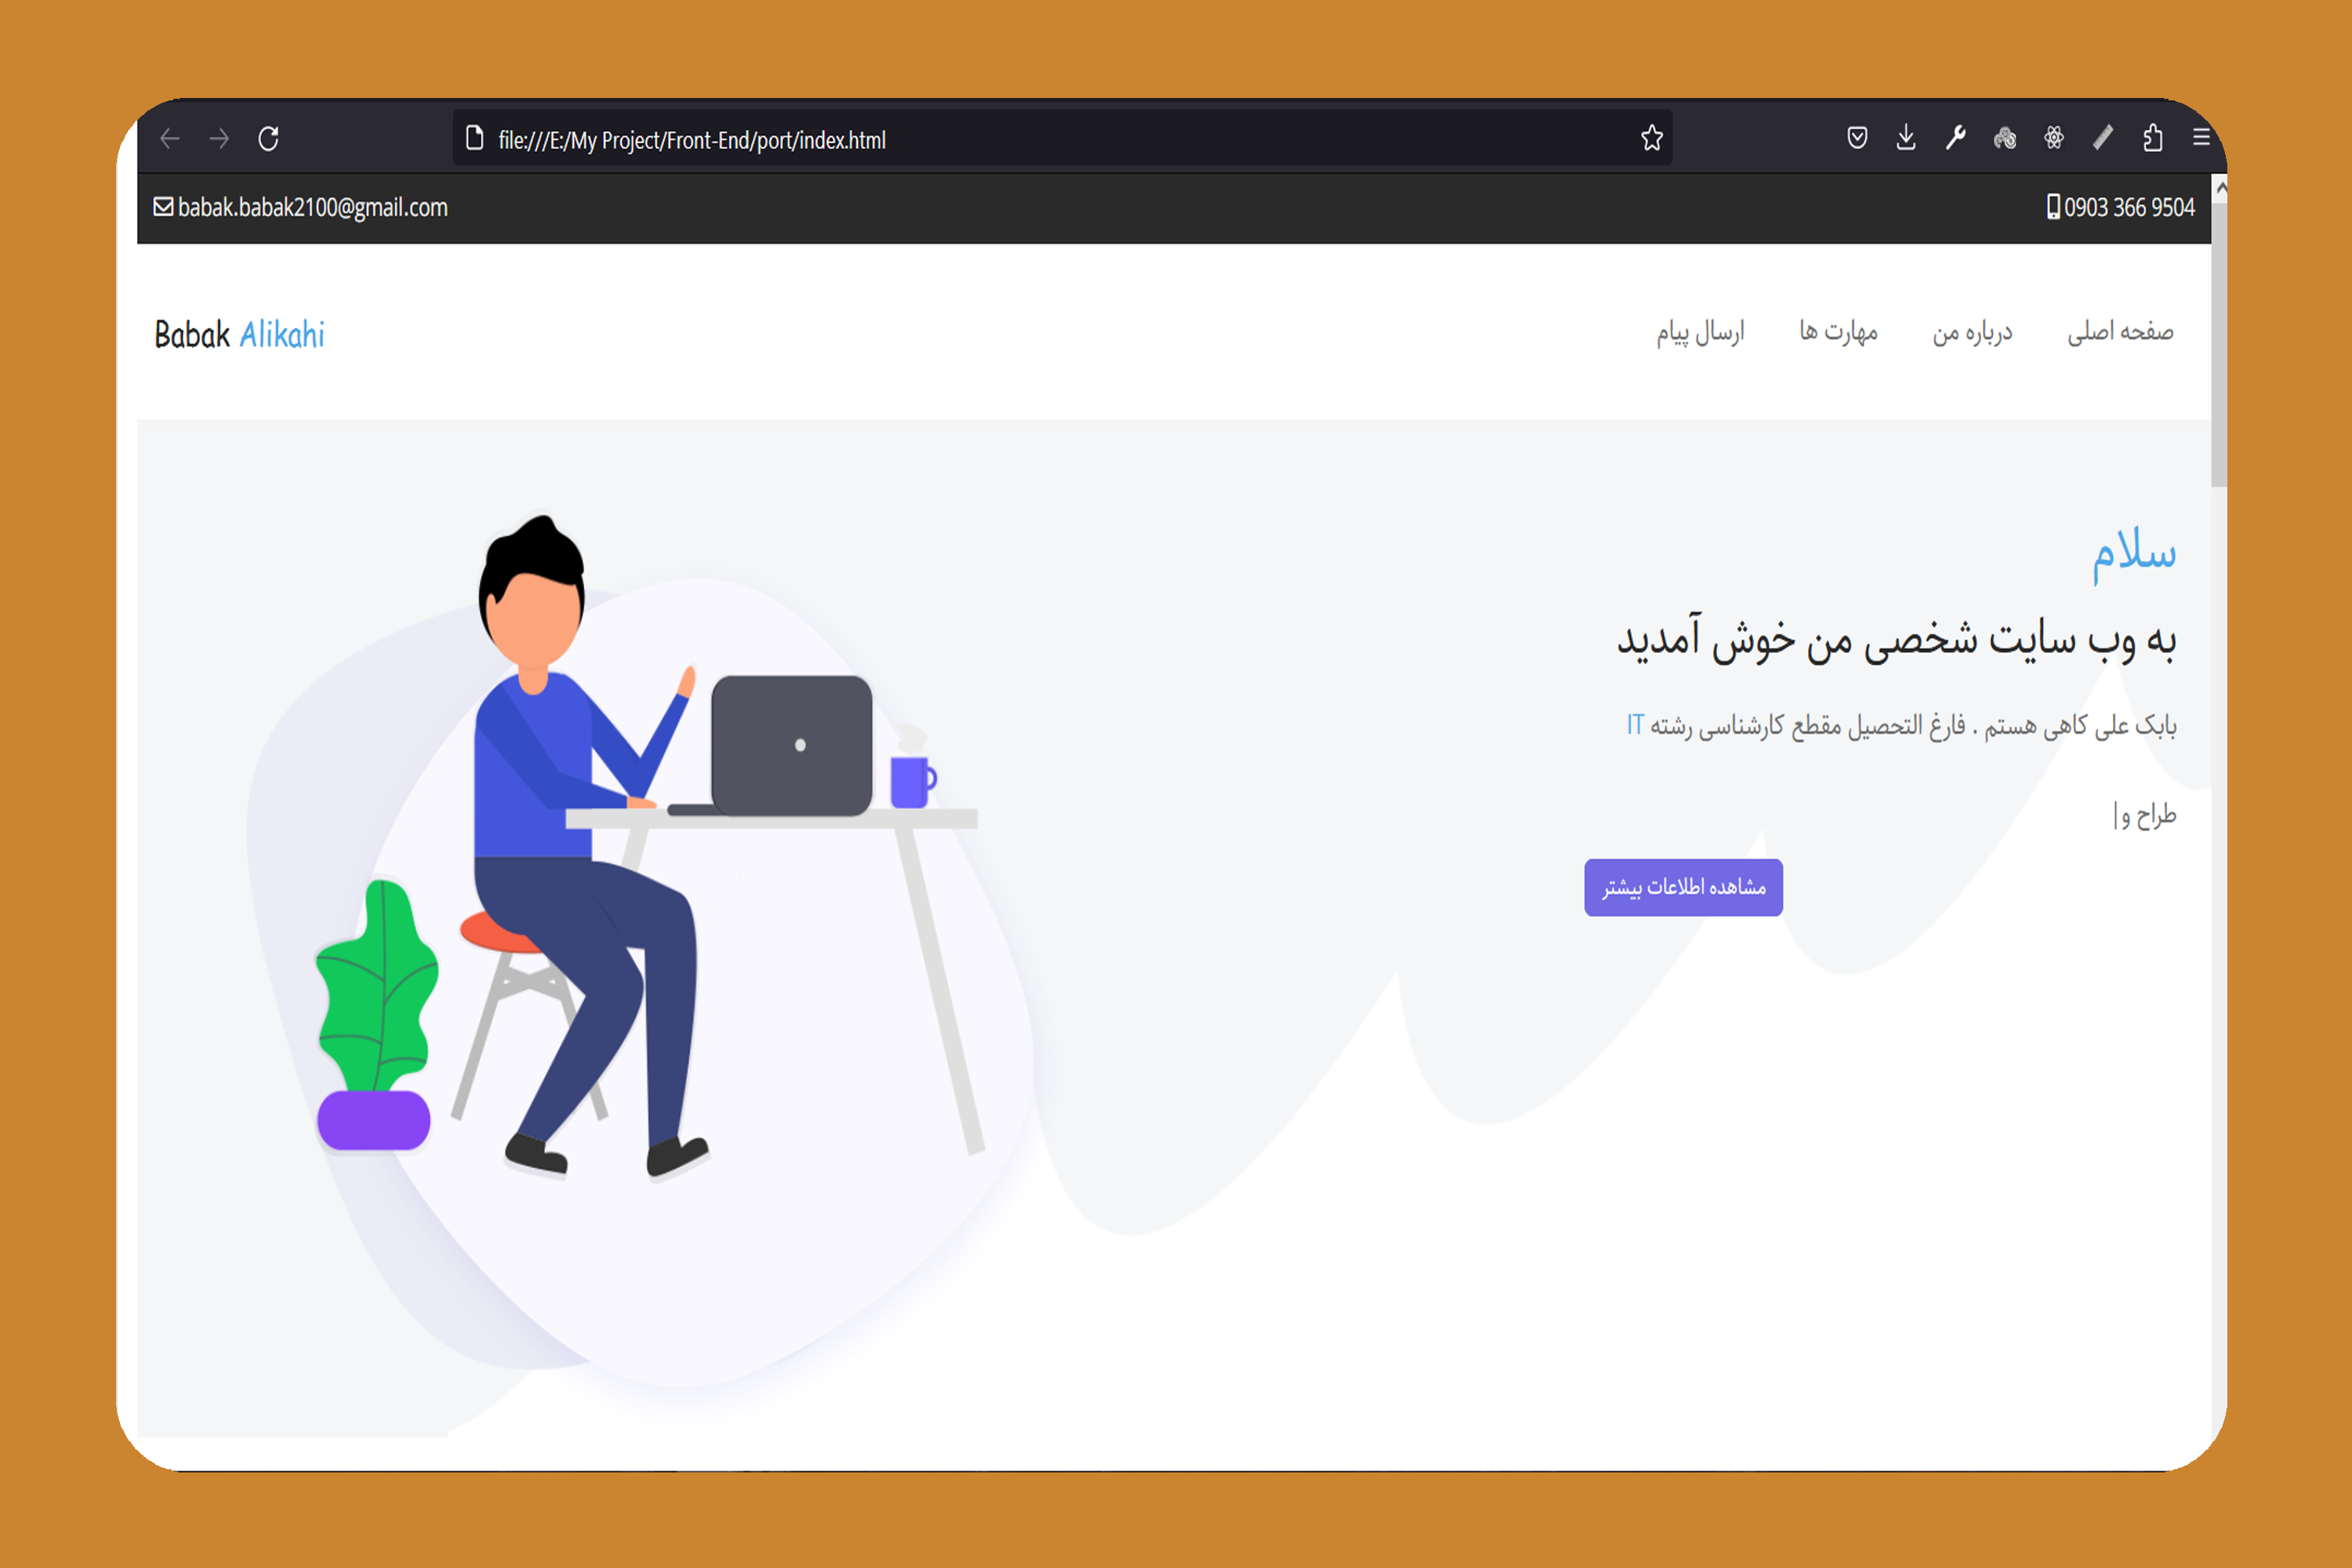 file:///E:/My Project/Front-End/port/index.html
babak.babak2100@gmail.com
0903 366 9504
Babak Alikahi
صفحه اصلی
درباره من
مهارت ها
ارسال پیام
سلام
به وب سایت شخصی من خوش آمدید
بابک علی کاهی هستم . فارغ التحصیل مقطع کارشناسی رشته IT
طراح و|
مشاهده اطلاعات بیشتر